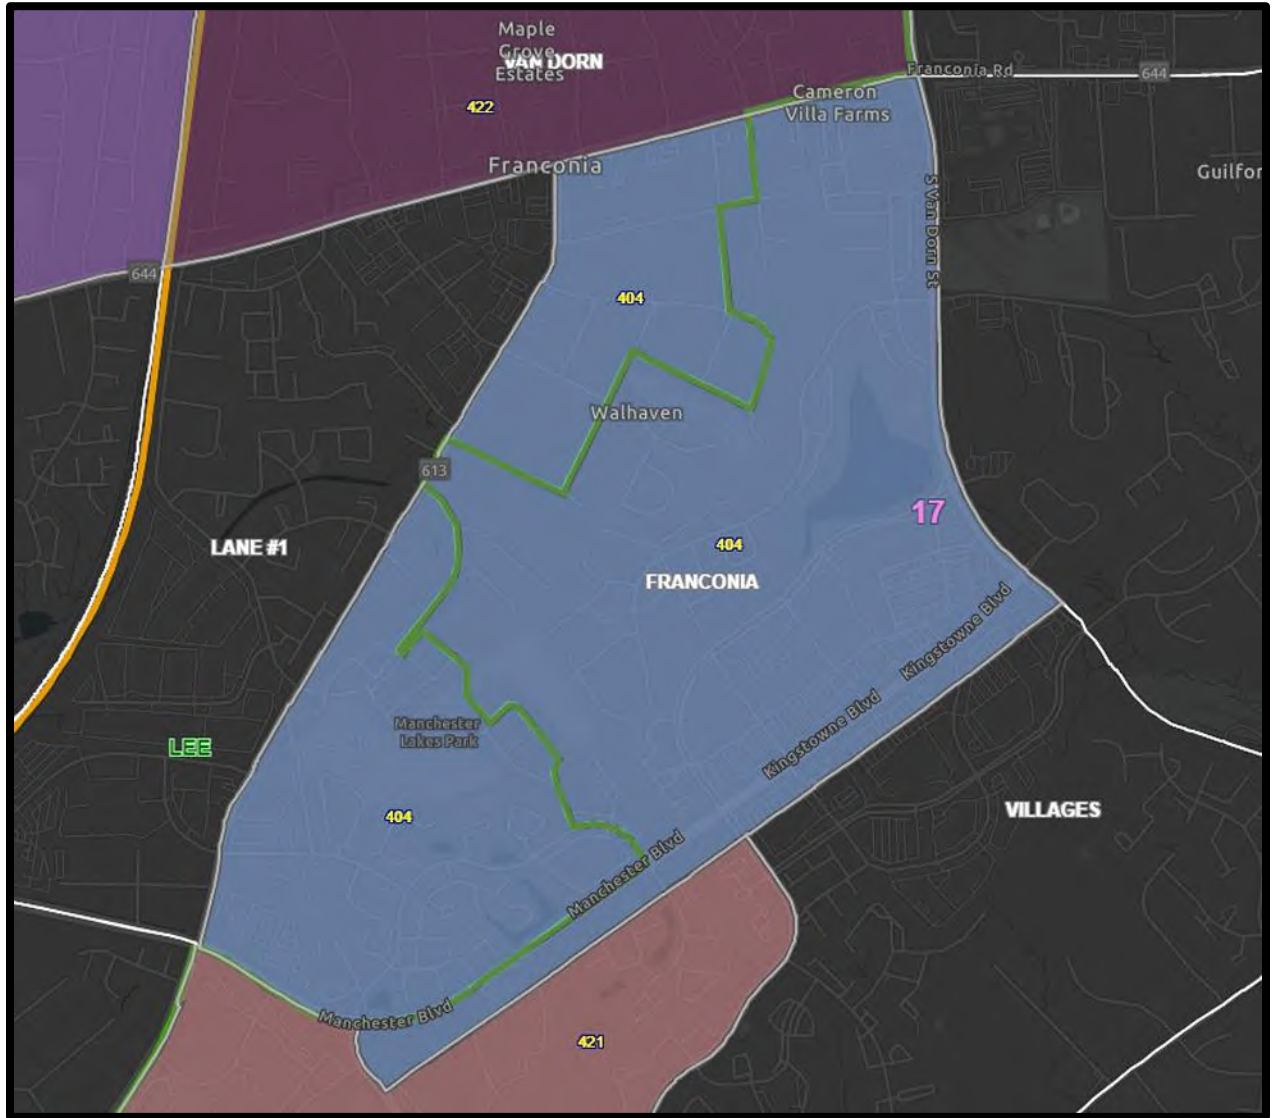 Maple
Grove
Estates
VAN DORN
422
Franconia Rd
644
Cameron
Villa Farms
Franconia
Guilfor
S Van Dorn St
644
404
Walhaven
613
17
LANE #1
404
FRANCONIA
Kingstowne Blvd
Kingstowne Blvd
Manchester
Lakes Park
LEE
404
VILLAGES
Manchester Blvd
Manchester Blvd
421